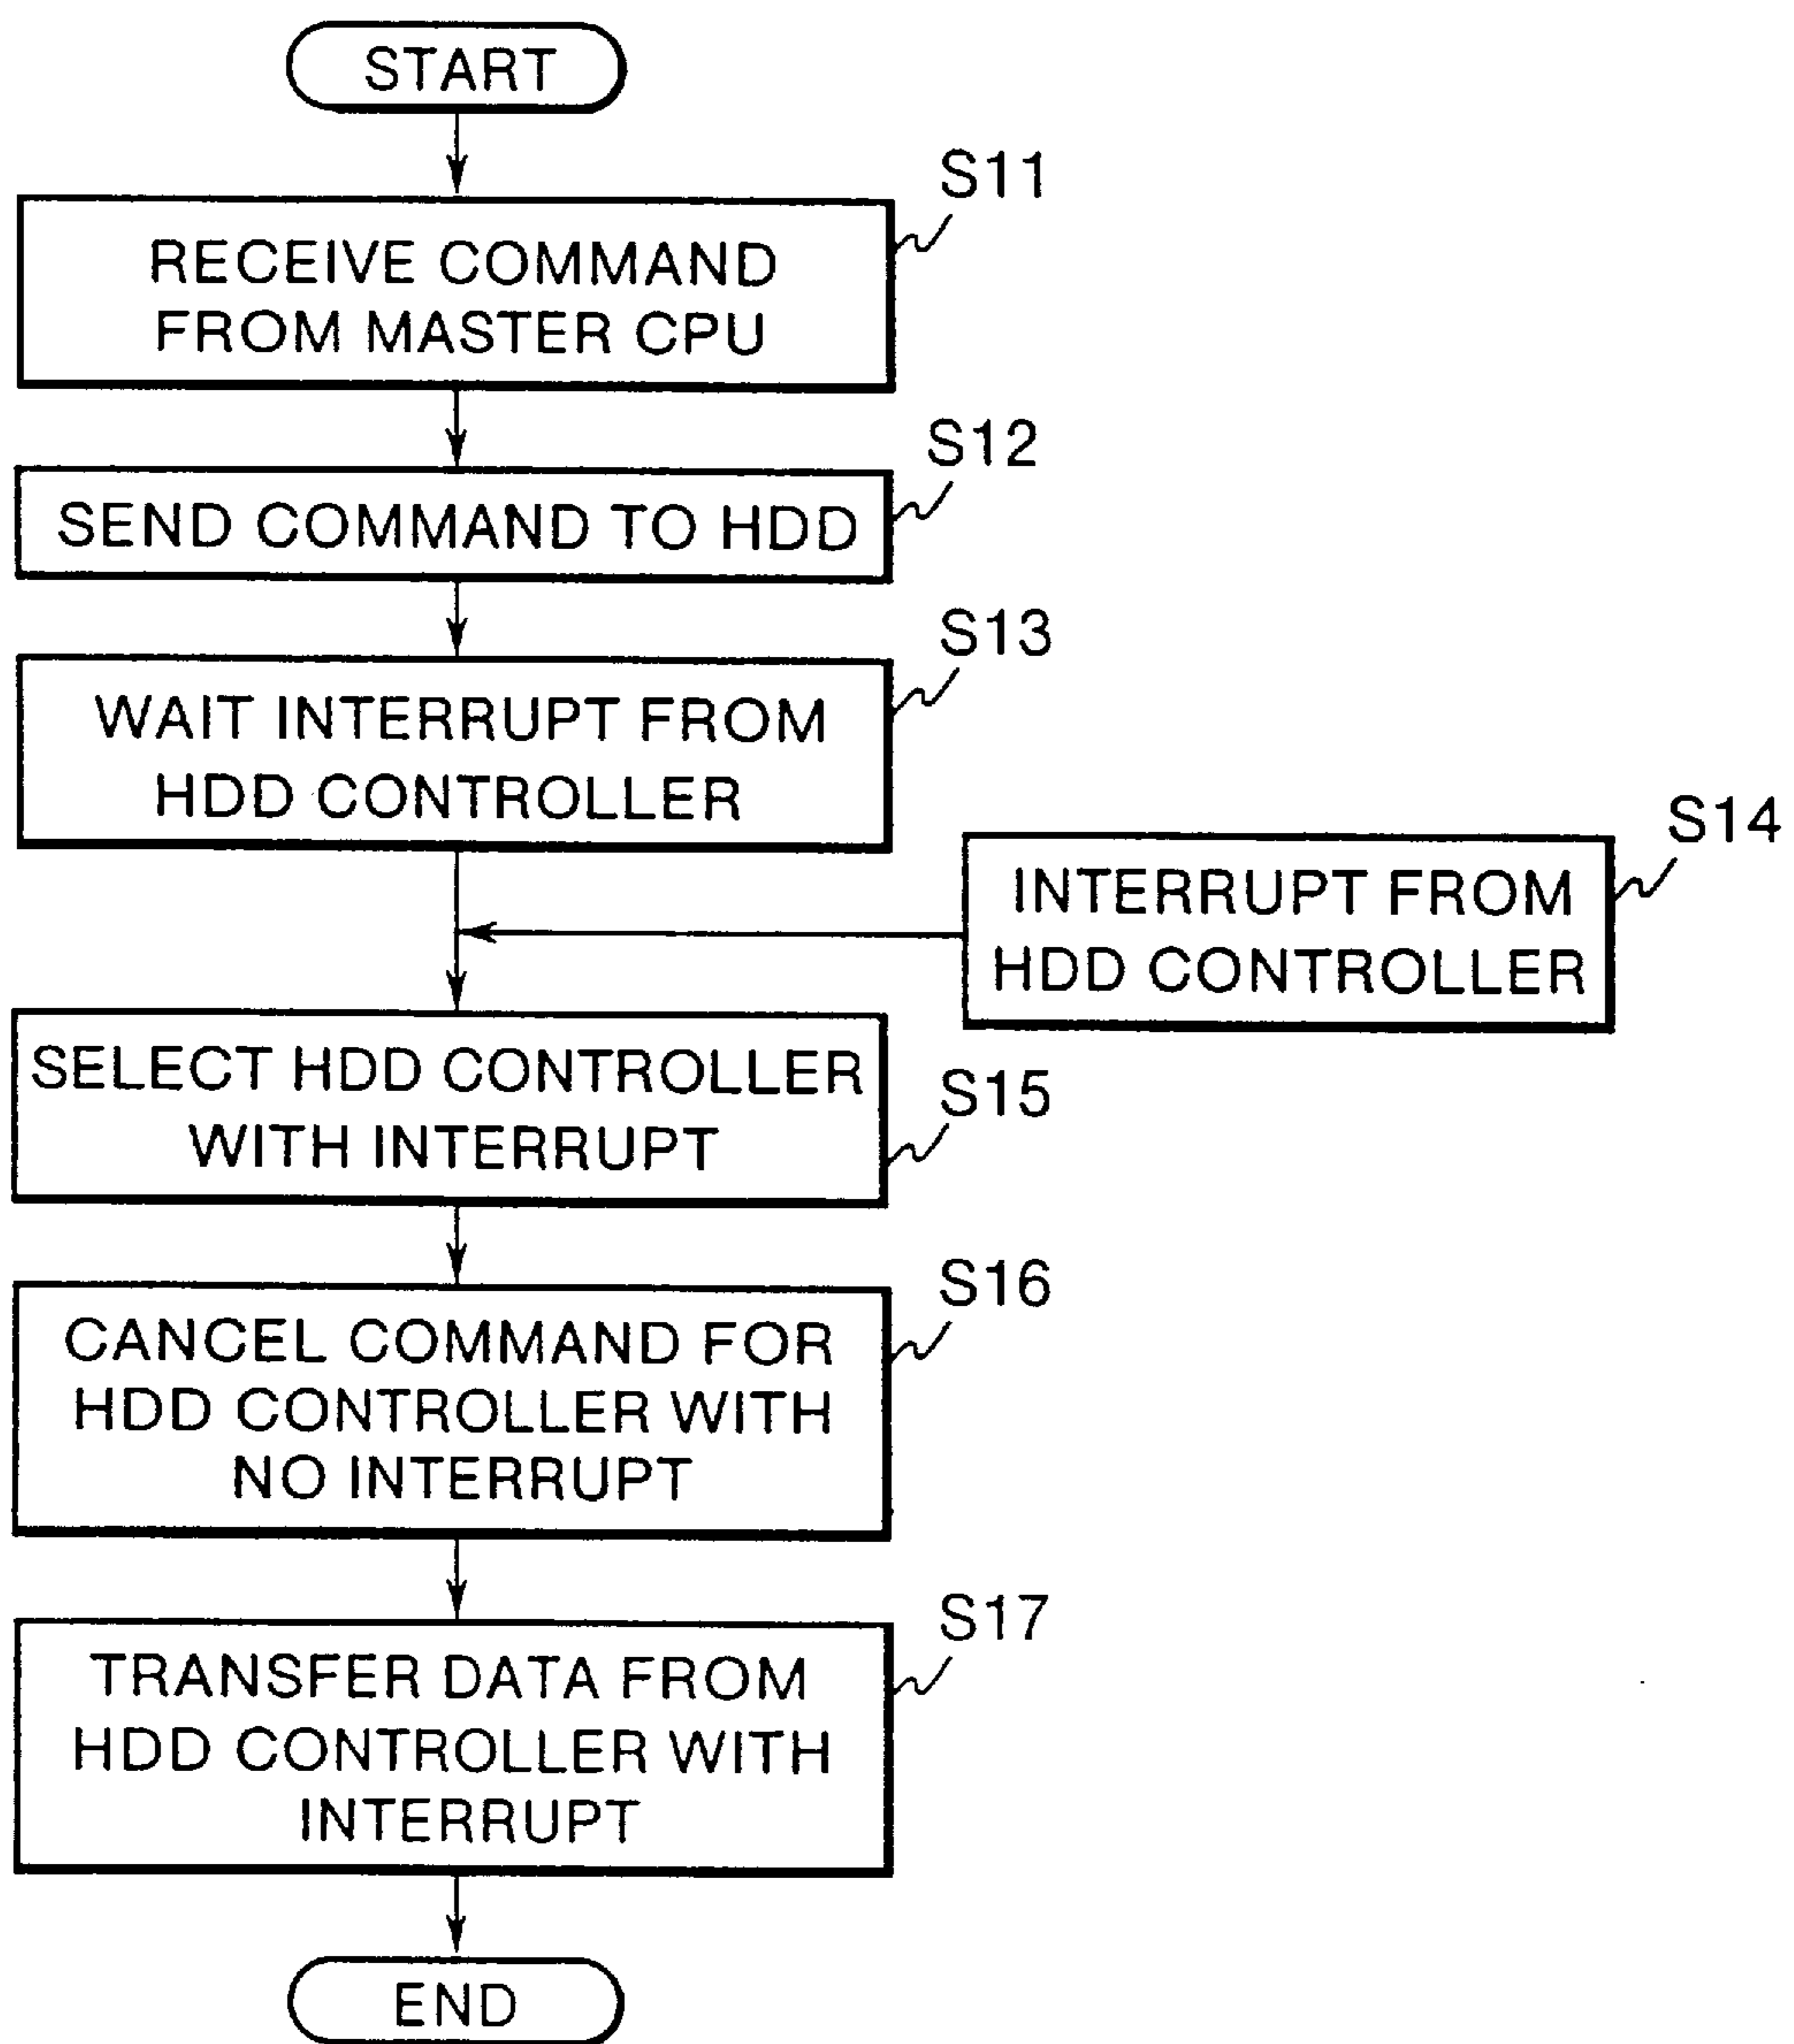 START
S11
RECEIVE COMMAND
FROM MASTER CPU
S12
SEND COMMAND TO HDD
S13
WAIT INTERRUPT FROM
HDD CONTROLLER
S14
INTERRUPT FROM
HDD CONTROLLER
SELECT HDD CONTROLLER
WITH INTERRUPT
S15
S16
CANCEL COMMAND FOR
HDD CONTROLLER WITH
NO INTERRUPT
S17
TRANSFER DATA FROM
HDD CONTROLLER WITH
INTERRUPT
END